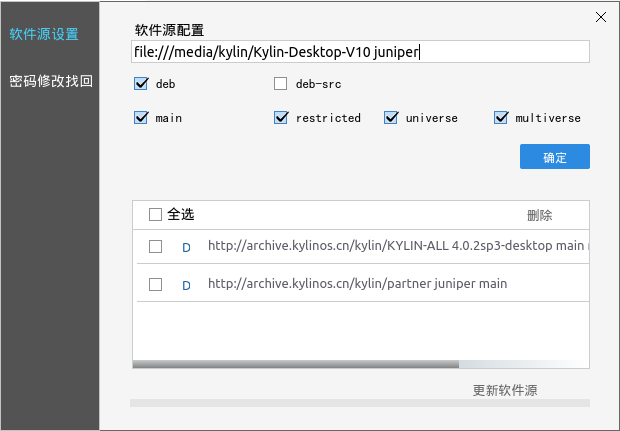 软件源设置
密码修改找回
软件源配置
file:///media/kylin/Kylin-Desktop-V10 juniper
deb deb-src
main restricted universe multiverse
确定
全选 删除
D http://archive.kylinos.cn/kylin/KYLIN-ALL 4.0.2sp3-desktop main
D http://archive.kylinos.cn/kylin/partner juniper main
更新软件源